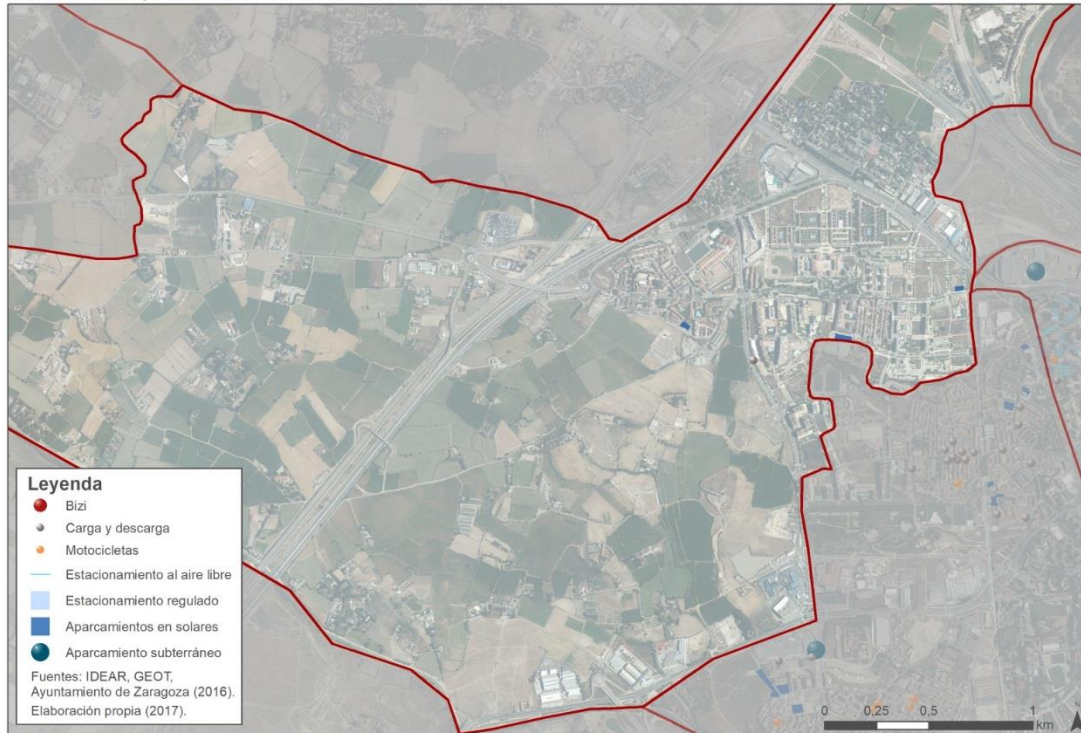 Leyenda
Bizi
Carga y descarga
Motocicletas
Estacionamiento al aire libre
Estacionamiento regulado
Aparcamientos en solares
Aparcamiento subterráneo
Fuentes: IDEAR, GEOT,
Ayuntamiento de Zaragoza (2016).
Elaboración propia (2017).
0 0,25 0,5 1
km